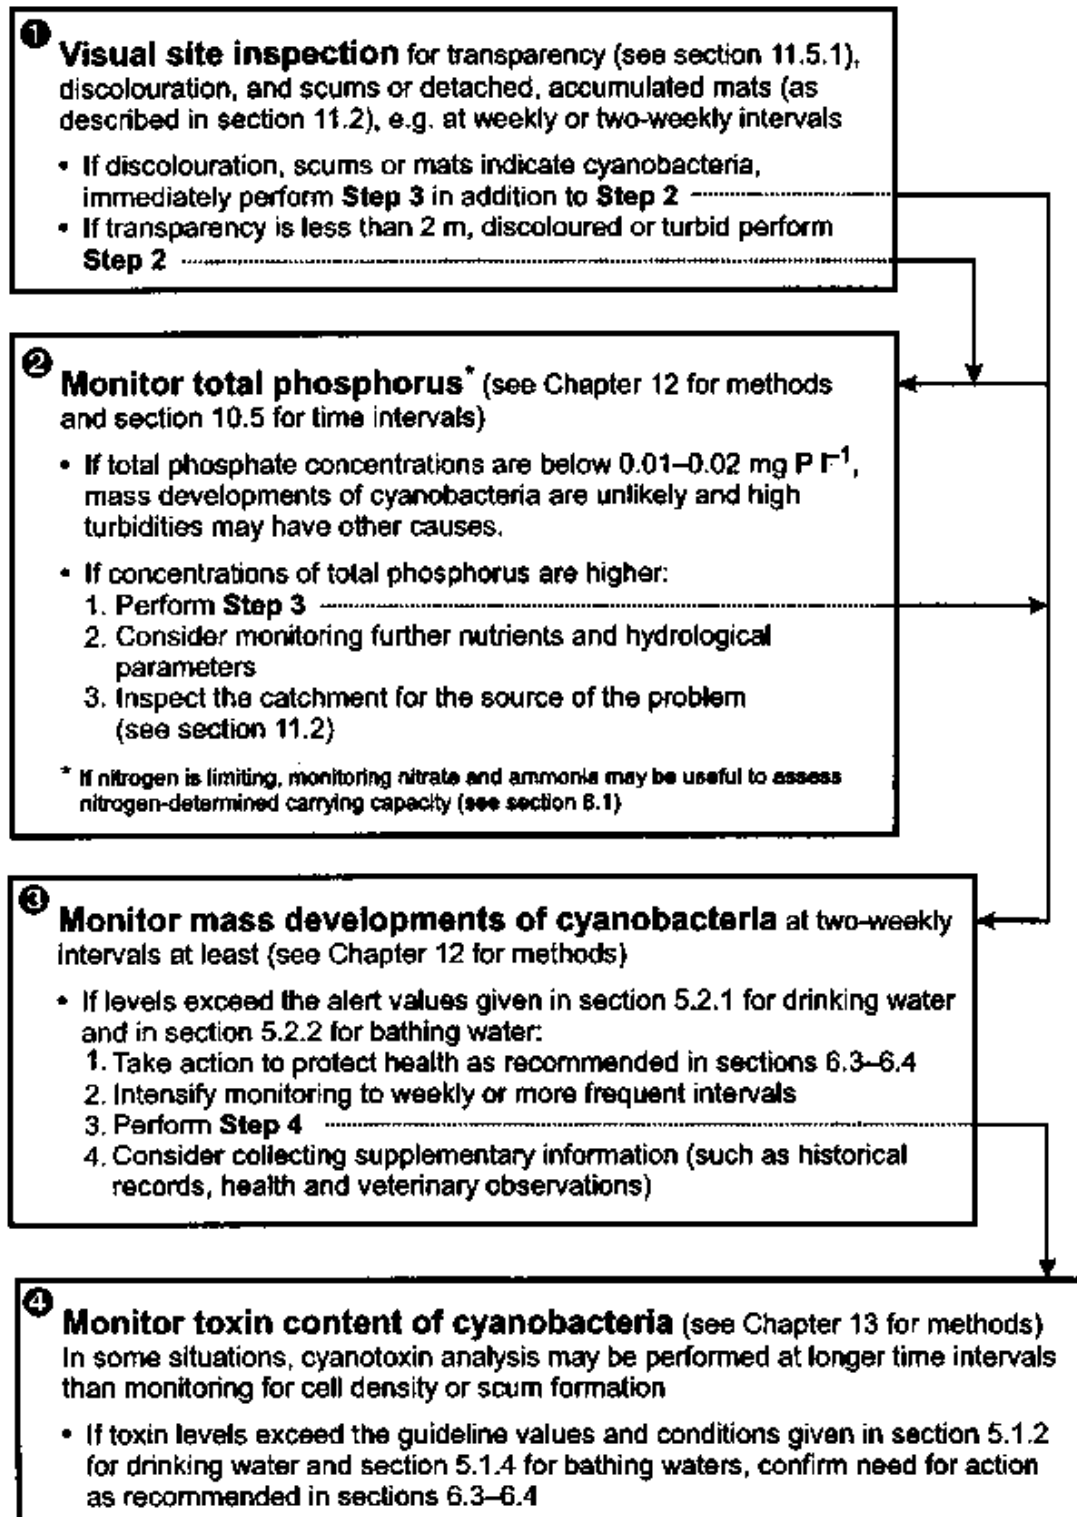 ❶ Visual site inspection for transparency (see section 11.5.1),
discolouration, and scums or detached, accumulated mats (as
described in section 11.2), e.g. at weekly or two-weekly intervals
• If discolouration, scums or mats indicate cyanobacteria,
immediately perform Step 3 in addition to Step 2
• If transparency is less than 2 m, discoloured or turbid perform
Step 2
❷ Monitor total phosphorus* (see Chapter 12 for methods
and section 10.5 for time intervals)
• If total phosphate concentrations are below 0.01–0.02 mg P l⁻¹,
mass developments of cyanobacteria are unlikely and high
turbidities may have other causes.
• If concentrations of total phosphorus are higher:
1. Perform Step 3
2. Consider monitoring further nutrients and hydrological
parameters
3. Inspect the catchment for the source of the problem
(see section 11.2)
* If nitrogen is limiting, monitoring nitrate and ammonia may be useful to assess
nitrogen-determined carrying capacity (see section 8.1)
❸ Monitor mass developments of cyanobacteria at two-weekly
intervals at least (see Chapter 12 for methods)
• If levels exceed the alert values given in section 5.2.1 for drinking water
and in section 5.2.2 for bathing water:
1. Take action to protect health as recommended in sections 6.3–6.4
2. Intensify monitoring to weekly or more frequent intervals
3. Perform Step 4
4. Consider collecting supplementary information (such as historical
records, health and veterinary observations)
❹ Monitor toxin content of cyanobacteria (see Chapter 13 for methods)
In some situations, cyanotoxin analysis may be performed at longer time intervals
than monitoring for cell density or scum formation
• If toxin levels exceed the guideline values and conditions given in section 5.1.2
for drinking water and section 5.1.4 for bathing waters, confirm need for action
as recommended in sections 6.3–6.4